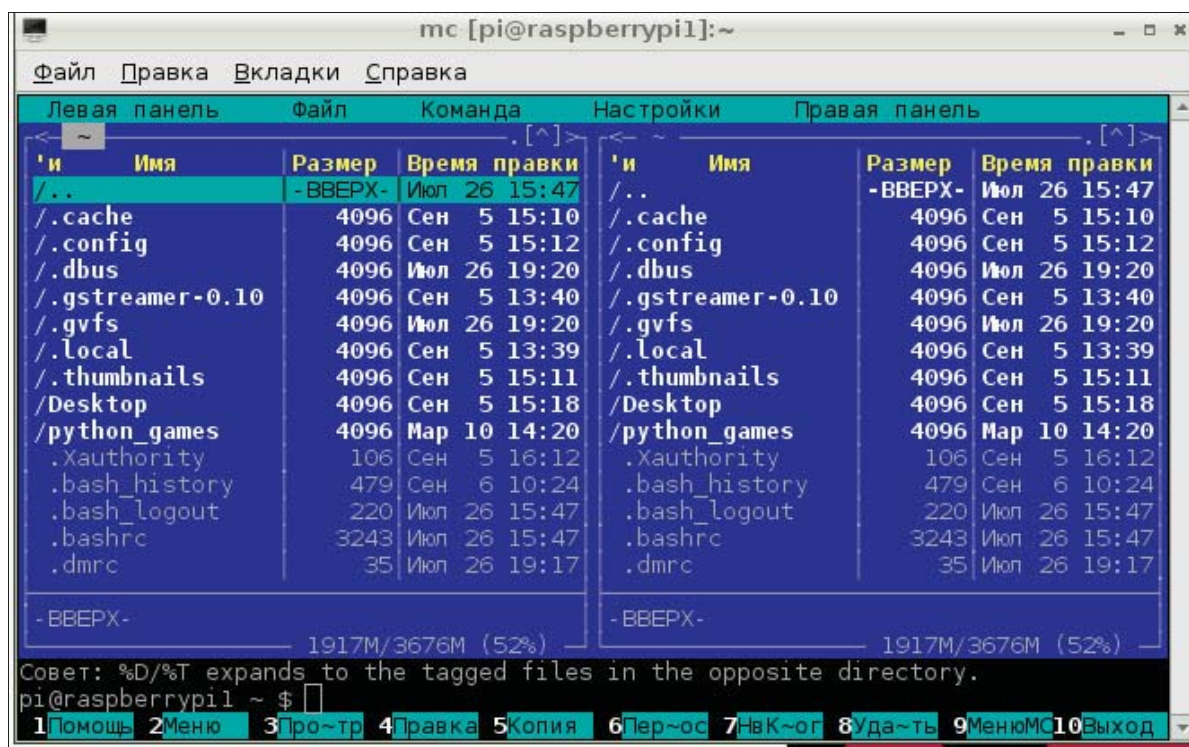 mc [pi@raspberrypi1]:~
Файл Правка Вкладки Справка
Левая панель Файл Команда Настройки Правая панель
<— ~ .[^]> <— ~ .[^]>
'и Имя Размер Время правки 'и Имя Размер Время правки
/.. -ВВЕРХ- Июл 26 15:47 /.. -ВВЕРХ- Июл 26 15:47
/.cache 4096 Сен 5 15:10 /.cache 4096 Сен 5 15:10
/.config 4096 Сен 5 15:12 /.config 4096 Сен 5 15:12
/.dbus 4096 Июл 26 19:20 /.dbus 4096 Июл 26 19:20
/.gstreamer-0.10 4096 Сен 5 13:40 /.gstreamer-0.10 4096 Сен 5 13:40
/.gvfs 4096 Июл 26 19:20 /.gvfs 4096 Июл 26 19:20
/.local 4096 Сен 5 13:39 /.local 4096 Сен 5 13:39
/.thumbnails 4096 Сен 5 15:11 /.thumbnails 4096 Сен 5 15:11
/Desktop 4096 Сен 5 15:18 /Desktop 4096 Сен 5 15:18
/python_games 4096 Мар 10 14:20 /python_games 4096 Мар 10 14:20
.Xauthority 106 Сен 5 16:12 .Xauthority 106 Сен 5 16:12
.bash_history 479 Сен 6 10:24 .bash_history 479 Сен 6 10:24
.bash_logout 220 Июл 26 15:47 .bash_logout 220 Июл 26 15:47
.bashrc 3243 Июл 26 15:47 .bashrc 3243 Июл 26 15:47
.dmrc 35 Июл 26 19:17 .dmrc 35 Июл 26 19:17
-ВВЕРХ- -ВВЕРХ-
1917M/3676M (52%) 1917M/3676M (52%)
Совет: %D/%T expands to the tagged files in the opposite directory.
pi@raspberrypi1 ~ $
1Помощь 2Меню 3Про~тр 4Правка 5Копия 6Пер~ос 7НвК~ог 8Уда~ть 9МенюMC 10Выход